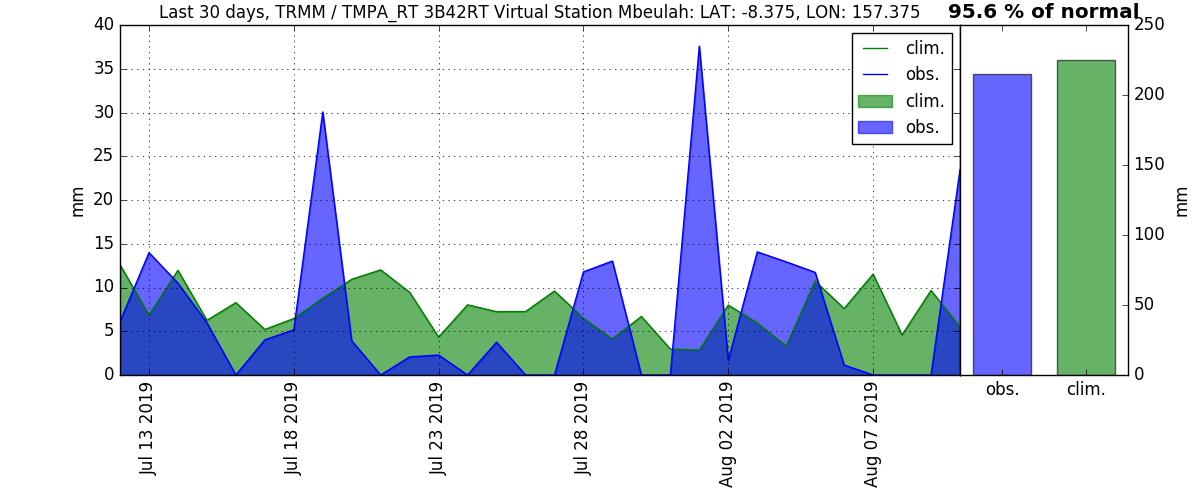 Last 30 days, TRMM / TMPA_RT 3B42RT Virtual Station Mbeulah: LAT: -8.375, LON: 157.375
95.6 % of normal
40
35
30
25
20
15
10
5
0
mm
Jul 13 2019
Jul 18 2019
Jul 23 2019
Jul 28 2019
Aug 02 2019
Aug 07 2019
clim.
obs.
clim.
obs.
250
200
150
100
50
0
mm
obs.
clim.